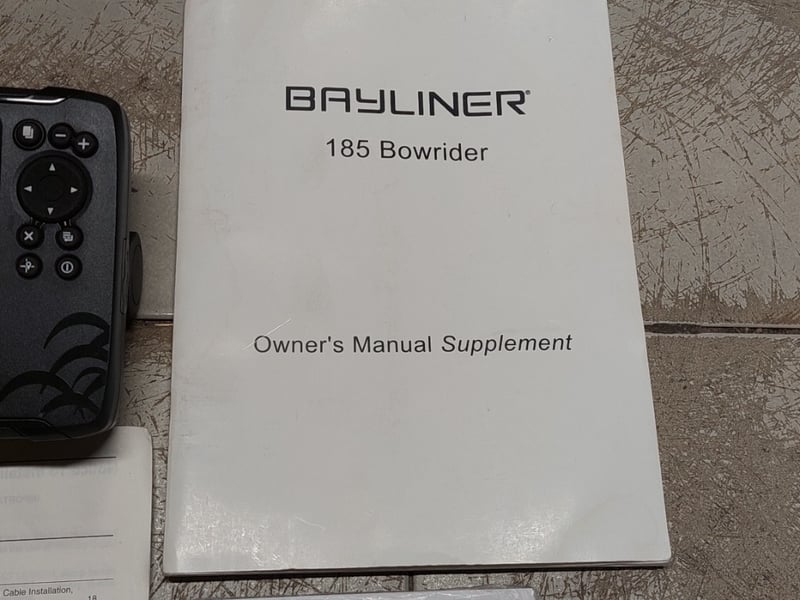 BAYLINER®
185 Bowrider
Owner's Manual Supplement
Cable Installation,
18